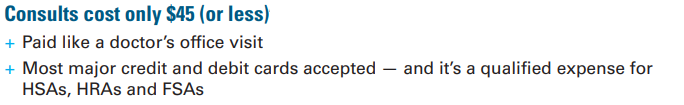 Consults cost only $45 (or less)
+ Paid like a doctor’s office visit
+ Most major credit and debit cards accepted — and it’s a qualified expense for
HSAs, HRAs and FSAs